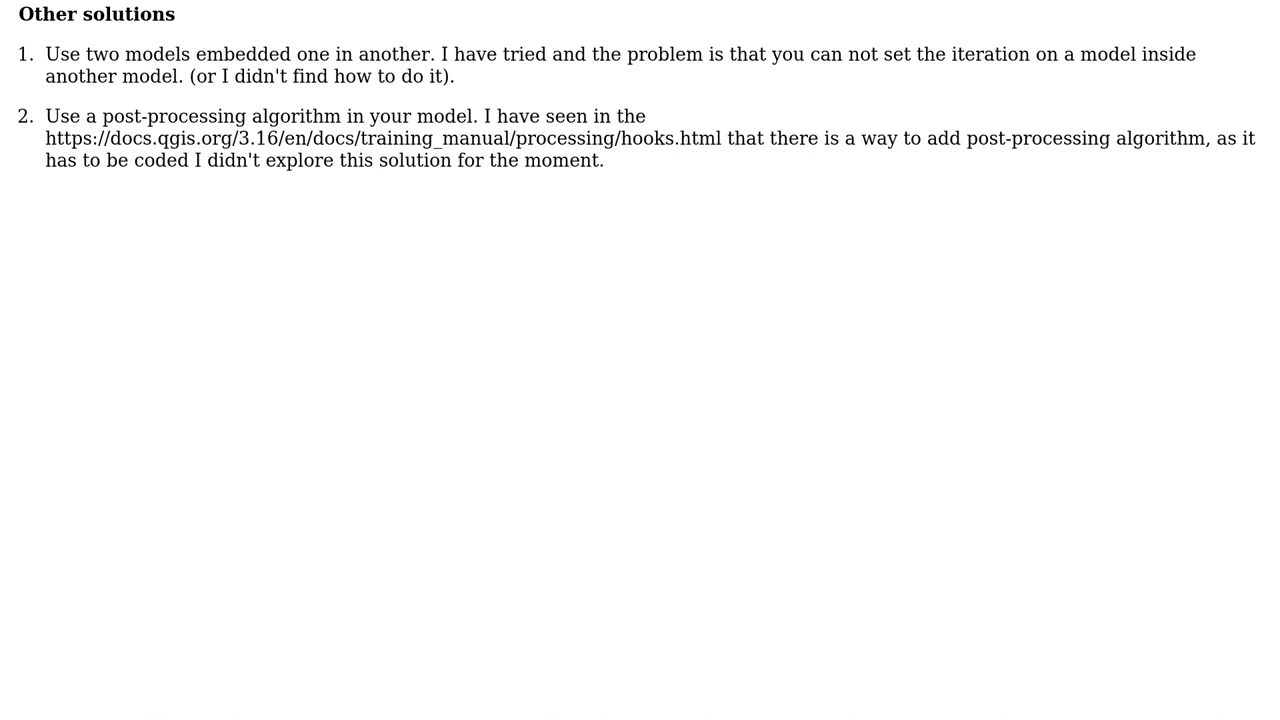 Other solutions
1. Use two models embedded one in another. I have tried and the problem is that you can not set the iteration on a model inside
another model. (or I didn't find how to do it).
2. Use a post-processing algorithm in your model. I have seen in the
https://docs.qgis.org/3.16/en/docs/training_manual/processing/hooks.html that there is a way to add post-processing algorithm, as it
has to be coded I didn't explore this solution for the moment.